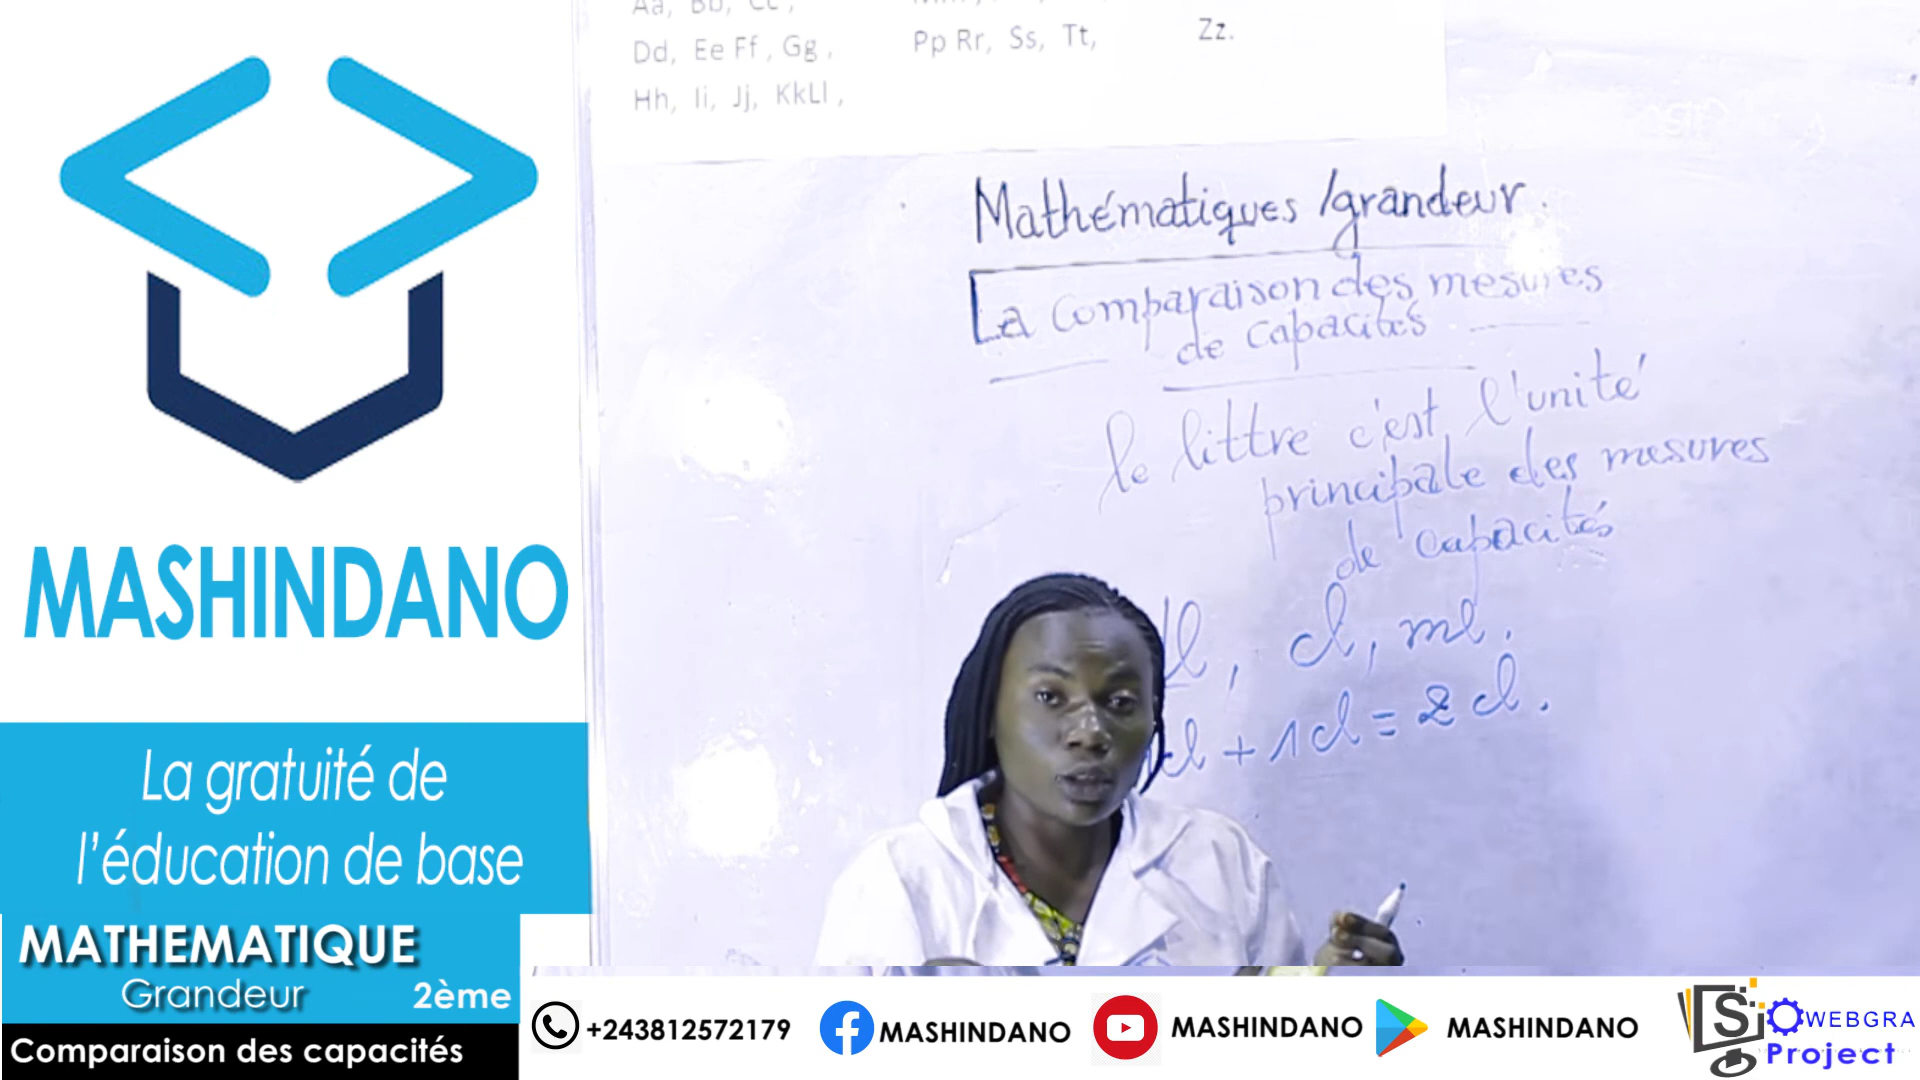 Aa, Bb, Cc,
Dd, Ee Ff, Gg,
Hh, Ii, Jj, KkLl,
Pp Rr, Ss, Tt,
Zz.
Mathématiques /grandeur.
La comparaison des mesures
de capacités
le littre c'est l'unité
principale des mesures
de capacités
dl, cl, ml.
1cl + 1cl = 2cl.
MASHINDANO
La gratuité de
l'éducation de base
MATHEMATIQUE
Grandeur 2ème
Comparaison des capacités
+243812572179
MASHINDANO
MASHINDANO
MASHINDANO
WEBGRA
Project